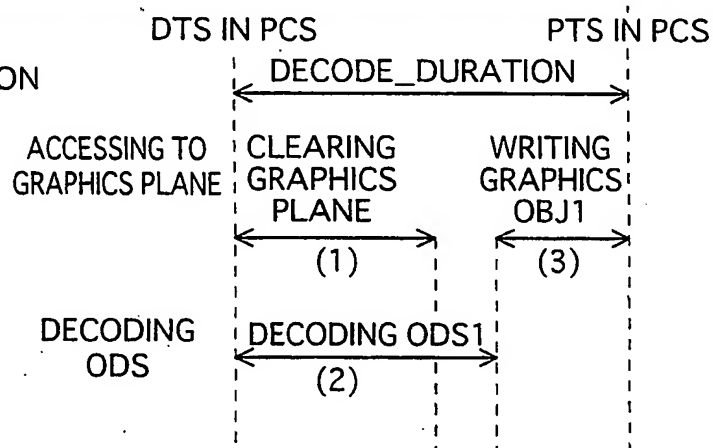 DTS IN PCS PTS IN PCS
ON DECODE_DURATION
ACCESSING TO GRAPHICS PLANE
CLEARING GRAPHICS PLANE
(1)
WRITING GRAPHICS OBJ1
(3)
DECODING ODS
DECODING ODS1
(2)